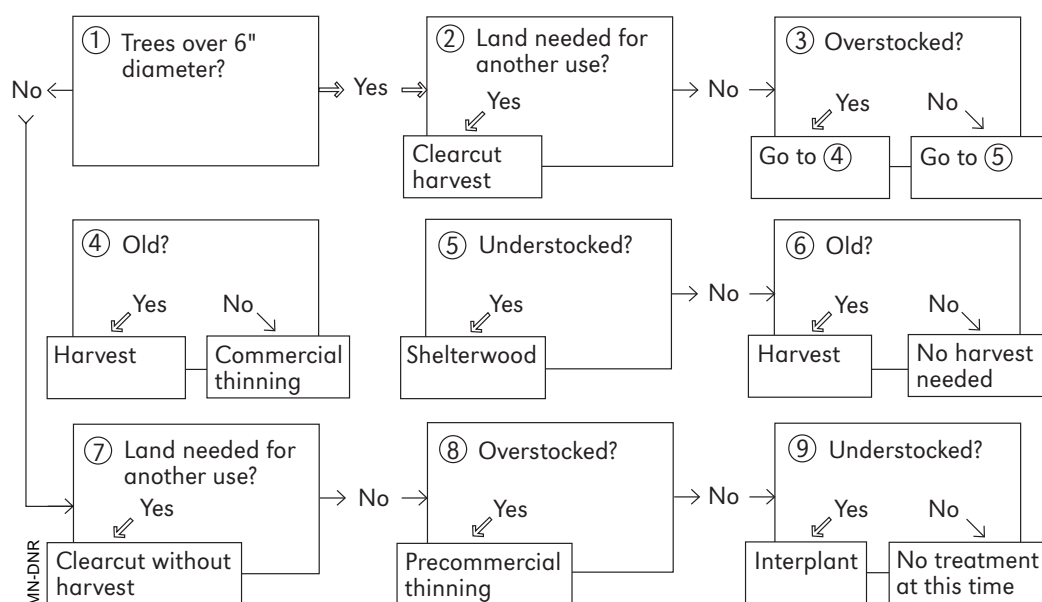 ① Trees over 6"
diameter?
No
Yes
② Land needed for
another use?
Yes
Clearcut
harvest
No
③ Overstocked?
Yes
No
Go to ④
Go to ⑤
④ Old?
Yes
No
Harvest
Commercial
thinning
⑤ Understocked?
Yes
Shelterwood
No
⑥ Old?
Yes
No
Harvest
No harvest
needed
⑦ Land needed for
another use?
Yes
Clearcut without
harvest
No
⑧ Overstocked?
Yes
Precommercial
thinning
No
⑨ Understocked?
Yes
No
Interplant
No treatment
at this time
MN-DNR